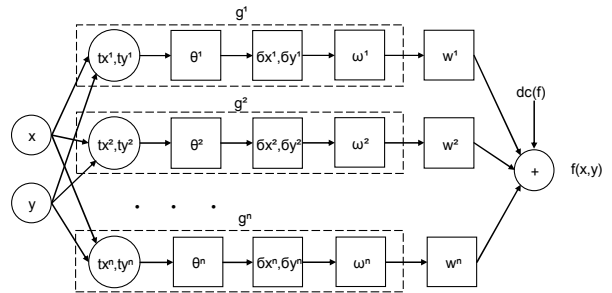 g¹
tx¹,ty¹ θ¹ бx¹,бy¹ ω¹ w¹
dc(f)
g²
x tx²,ty² θ² бx²,бy² ω² w²
+ f(x,y)
y
. . .
gⁿ
txⁿ,tyⁿ θⁿ бxⁿ,бyⁿ ωⁿ wⁿ